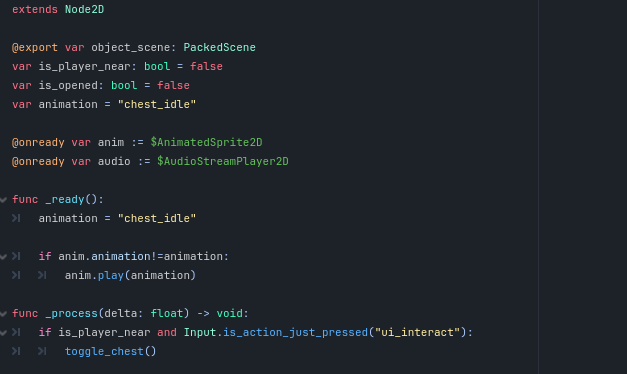 extends Node2D
@export var object_scene: PackedScene
var is_player_near: bool = false
var is_opened: bool = false
var animation = "chest_idle"
@onready var anim := $AnimatedSprite2D
@onready var audio := $AudioStreamPlayer2D
func _ready():
animation = "chest_idle"
if anim.animation!=animation:
anim.play(animation)
func _process(delta: float) -> void:
if is_player_near and Input.is_action_just_pressed("ui_interact"):
toggle_chest()